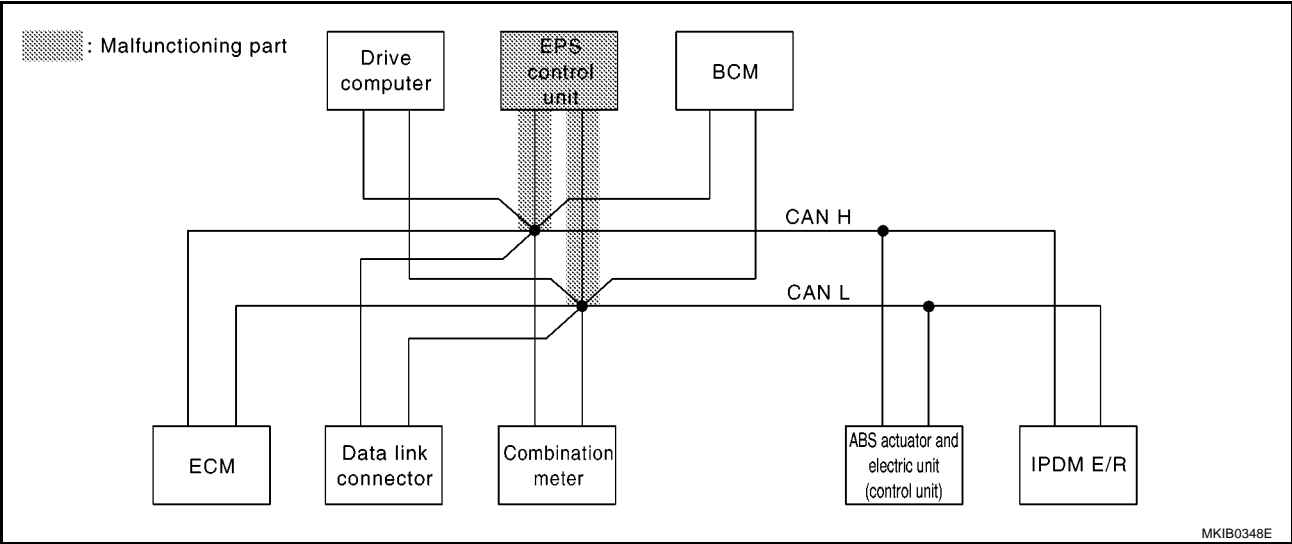 : Malfunctioning part
Drive
computer
EPS
control
unit
BCM
CAN H
CAN L
ECM
Data link
connector
Combination
meter
ABS actuator and
electric unit
(control unit)
IPDM E/R
MKIB0348E